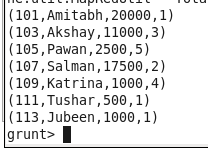 (101,Amitabh,20000,1)
(103,Akshay,11000,3)
(105,Pawan,2500,5)
(107,Salman,17500,2)
(109,Katrina,1000,4)
(111,Tushar,500,1)
(113,Jubeen,1000,1)
grunt>